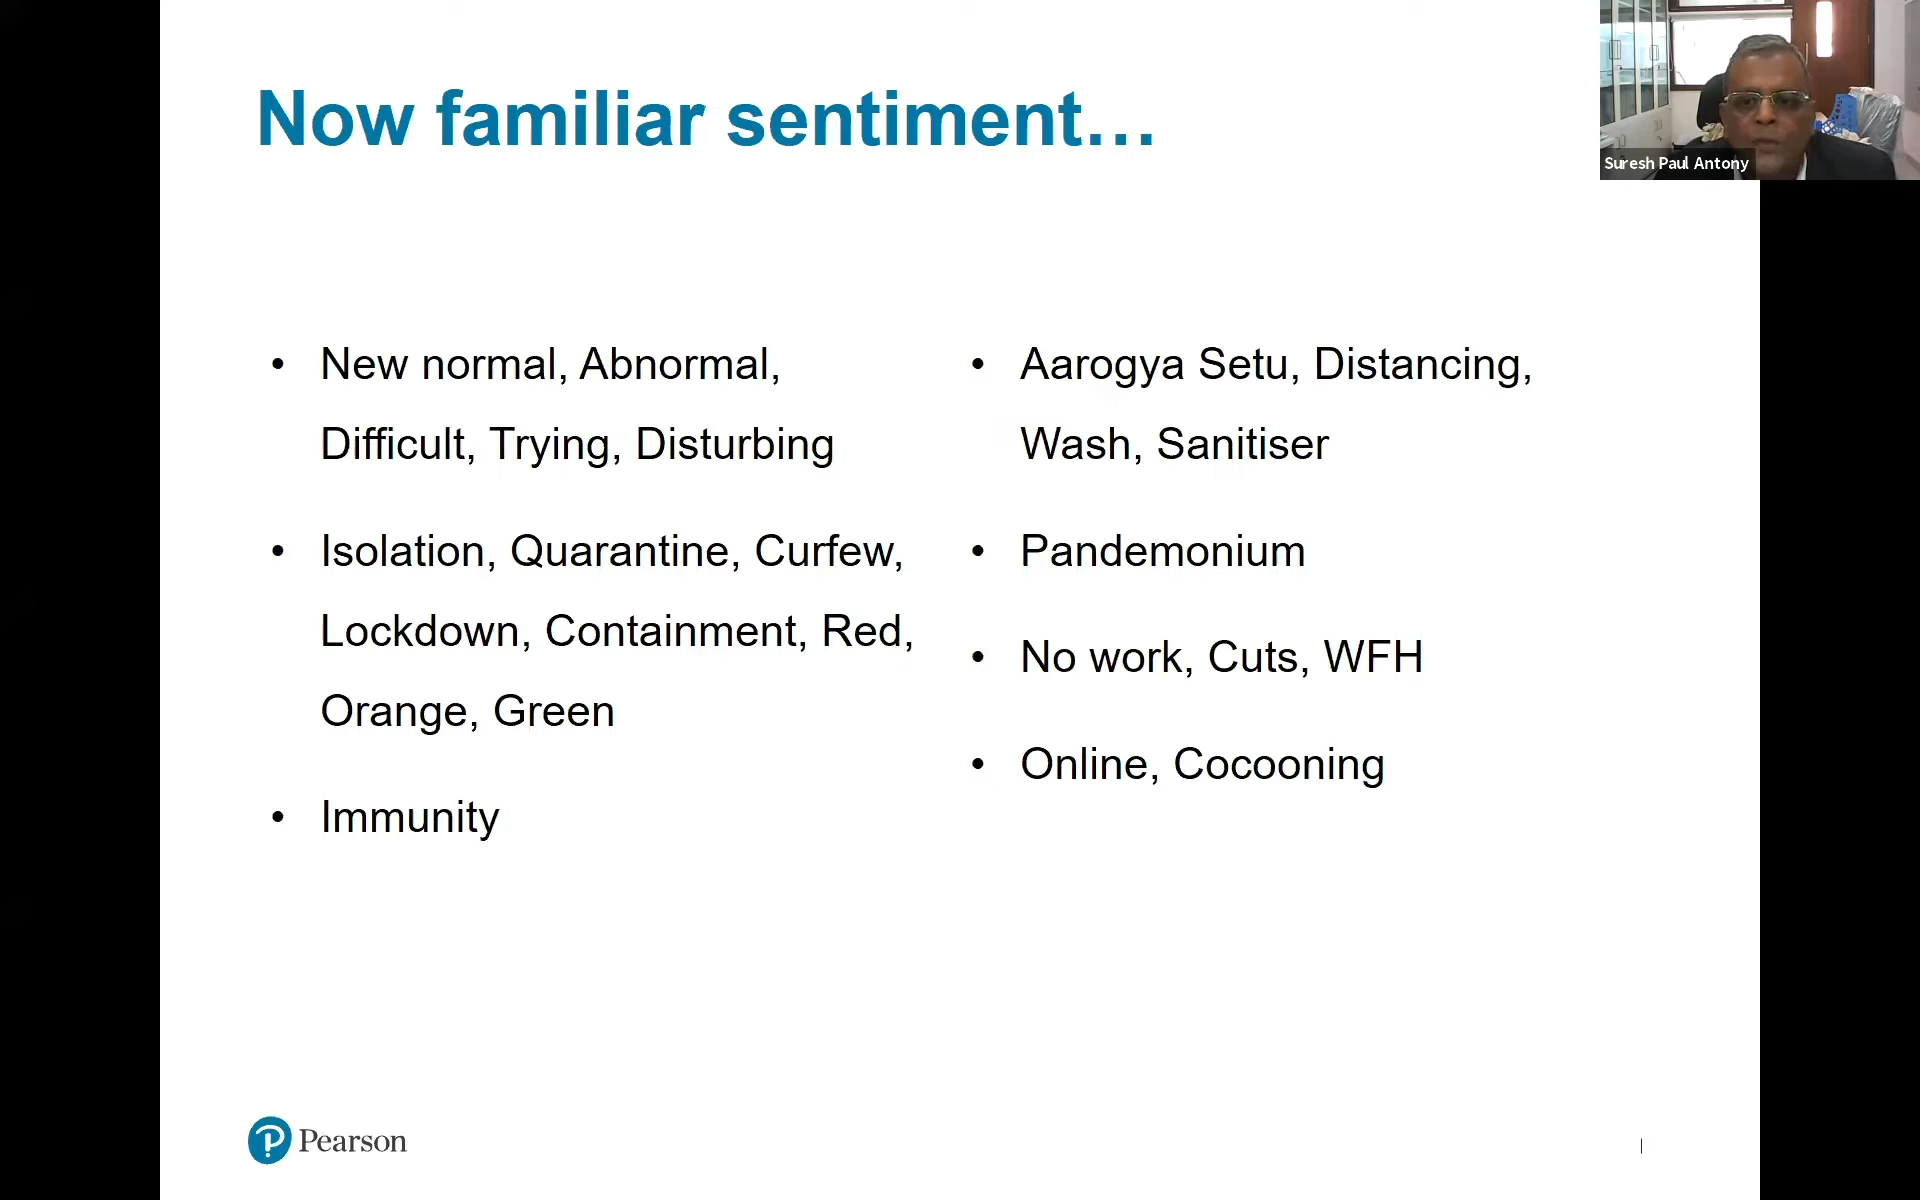 Now familiar sentiment…
Suresh Paul Antony
• New normal, Abnormal,
Difficult, Trying, Disturbing
• Isolation, Quarantine, Curfew,
Lockdown, Containment, Red,
Orange, Green
• Immunity
• Aarogya Setu, Distancing,
Wash, Sanitiser
• Pandemonium
• No work, Cuts, WFH
• Online, Cocooning
Pearson